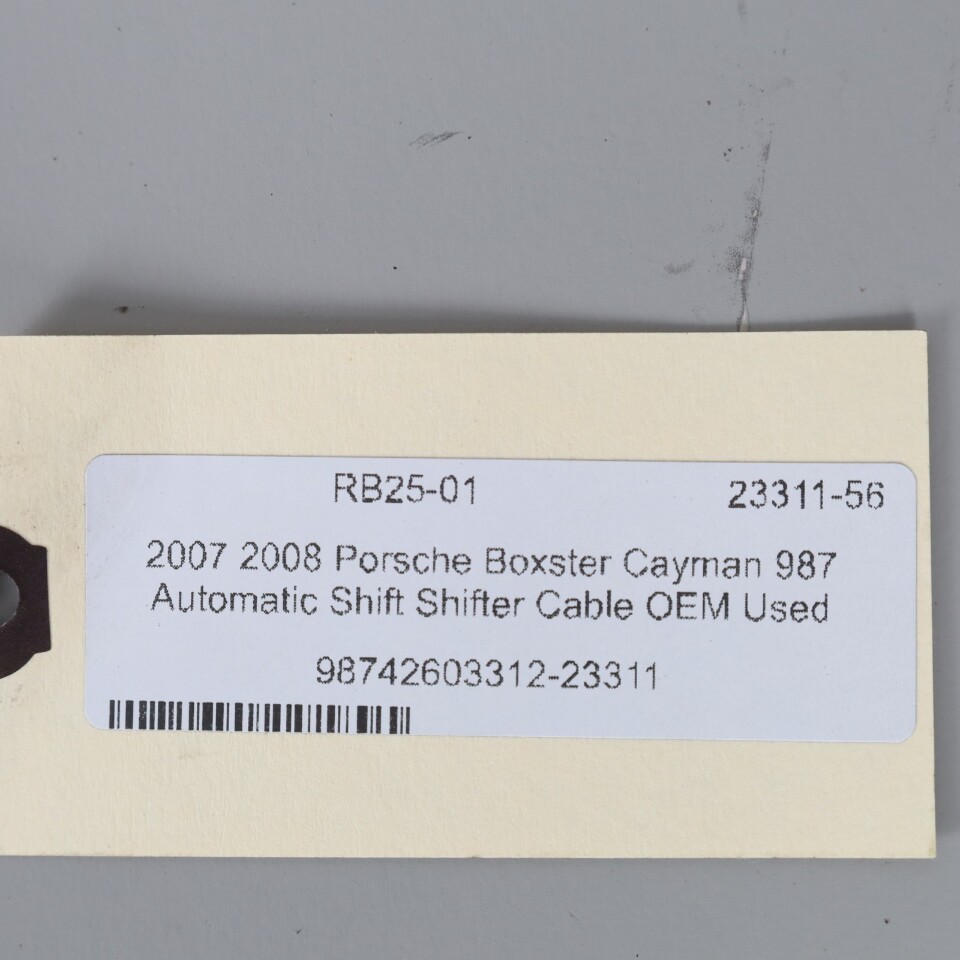 RB25-01 23311-56
2007 2008 Porsche Boxster Cayman 987
Automatic Shift Shifter Cable OEM Used
98742603312-23311